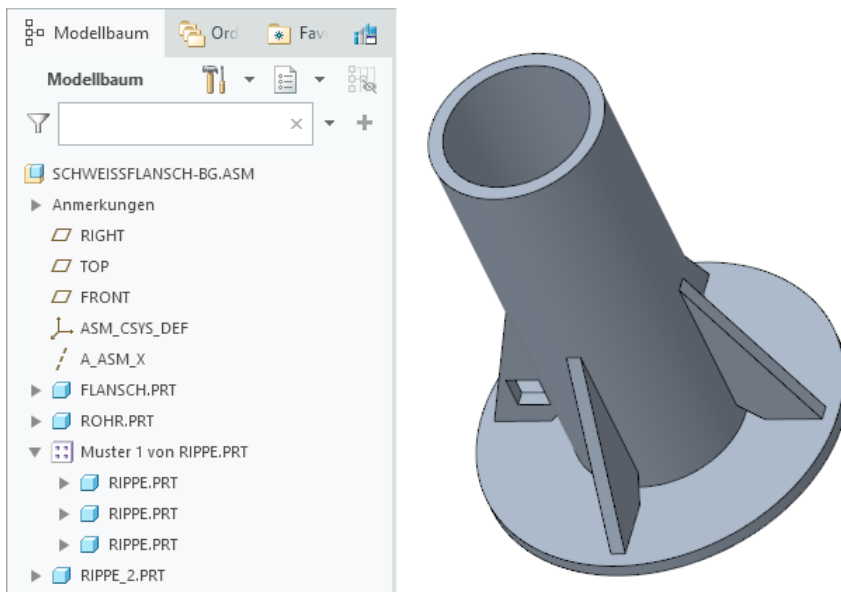 Modellbaum Ord Fav
Modellbaum
SCHWEISSFLANSCH-BG.ASM
Anmerkungen
RIGHT
TOP
FRONT
ASM_CSYS_DEF
A_ASM_X
FLANSCH.PRT
ROHR.PRT
Muster 1 von RIPPE.PRT
RIPPE.PRT
RIPPE.PRT
RIPPE.PRT
RIPPE_2.PRT